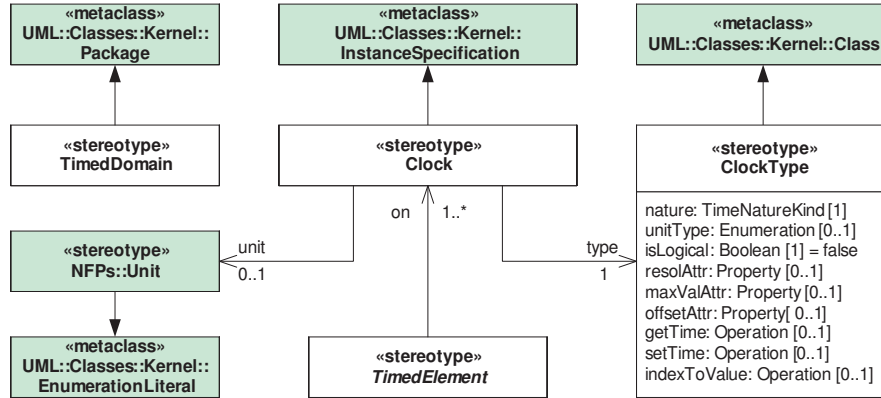 «metaclass»
UML::Classes::Kernel::
Package
«metaclass»
UML::Classes::Kernel::
InstanceSpecification
«metaclass»
UML::Classes::Kernel::Class
«stereotype»
TimedDomain
«stereotype»
Clock
«stereotype»
ClockType
nature: TimeNatureKind [1]
unitType: Enumeration [0..1]
isLogical: Boolean [1] = false
resolAttr: Property [0..1]
maxValAttr: Property [0..1]
offsetAttr: Property[ 0..1]
getTime: Operation [0..1]
setTime: Operation [0..1]
indexToValue: Operation [0..1]
on
1..*
unit
0..1
type
1
«stereotype»
NFPs::Unit
«metaclass»
UML::Classes::Kernel::
EnumerationLiteral
«stereotype»
TimedElement